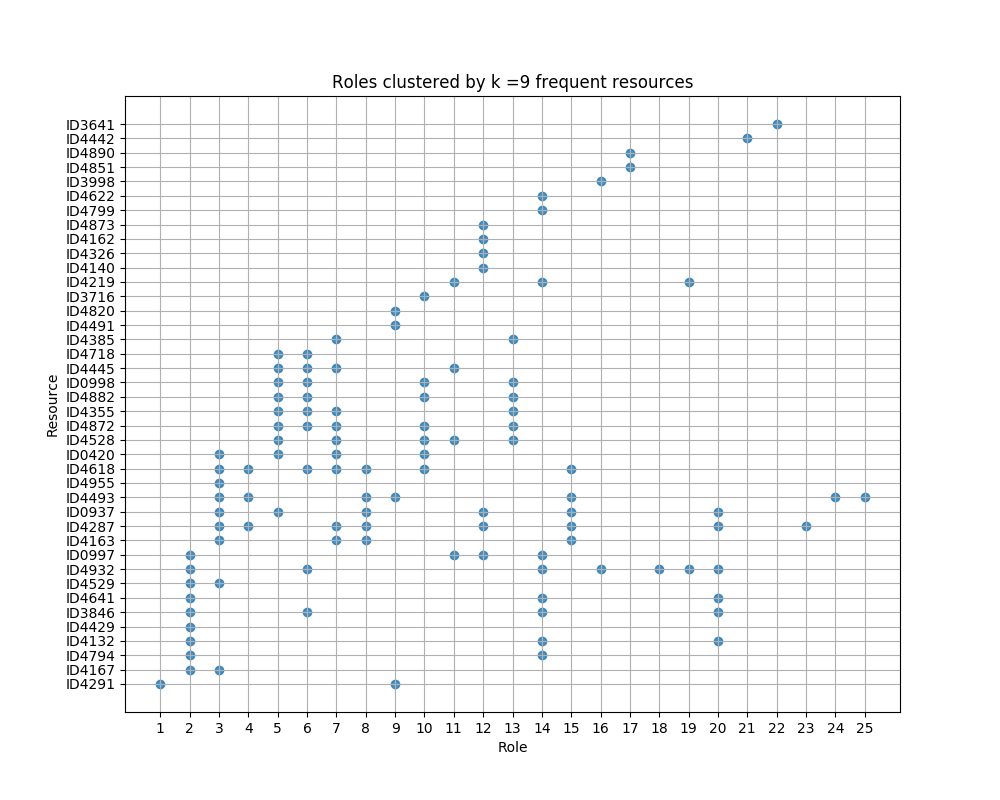 Roles clustered by k =9 frequent resources
ID3641
ID4442
ID4890
ID4851
ID3998
ID4622
ID4799
ID4873
ID4162
ID4326
ID4140
ID4219
ID3716
ID4820
ID4491
ID4385
ID4718
ID4445
ID0998
ID4882
ID4355
ID4872
ID4528
ID0420
ID4618
ID4955
ID4493
ID0937
ID4287
ID4163
ID0997
ID4932
ID4529
ID4641
ID3846
ID4429
ID4132
ID4794
ID4167
ID4291
Resource
1 2 3 4 5 6 7 8 9 10 11 12 13 14 15 16 17 18 19 20 21 22 23 24 25
Role